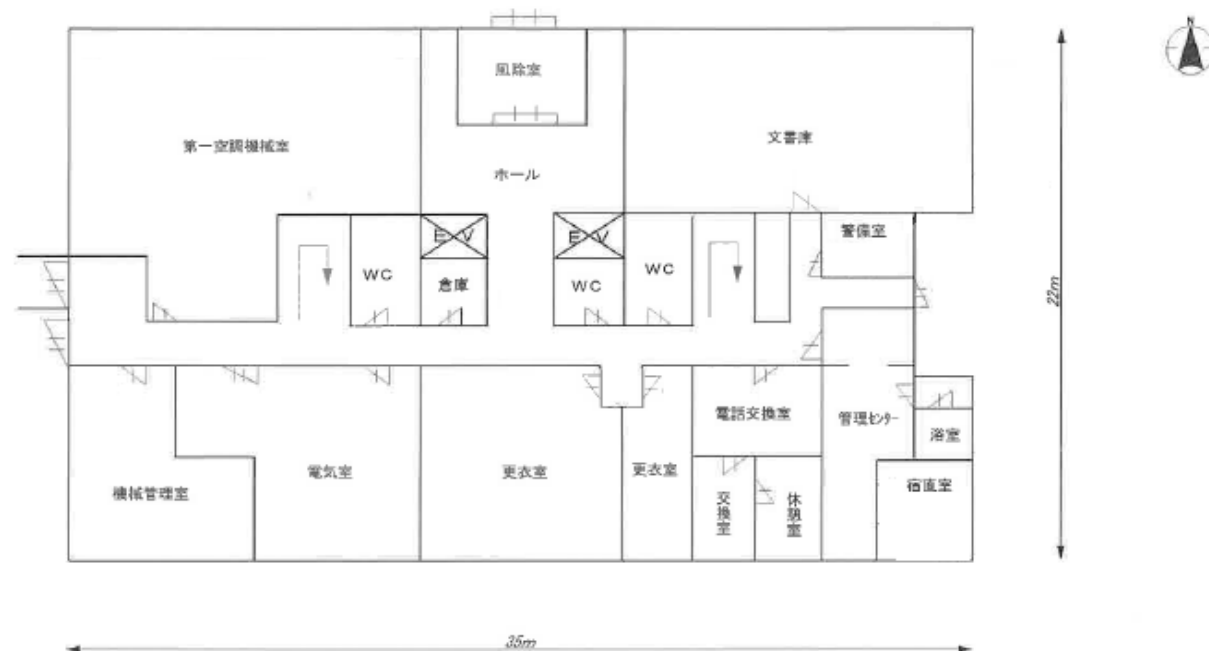 N
風除室
第一空調機械室
文書庫
ホール
EV
EV
警備室
WC
倉庫
WC
WC
22m
電話交換室
管理センター
浴室
電気室
更衣室
更衣室
機械管理室
交換室
休憩室
宿直室
35m